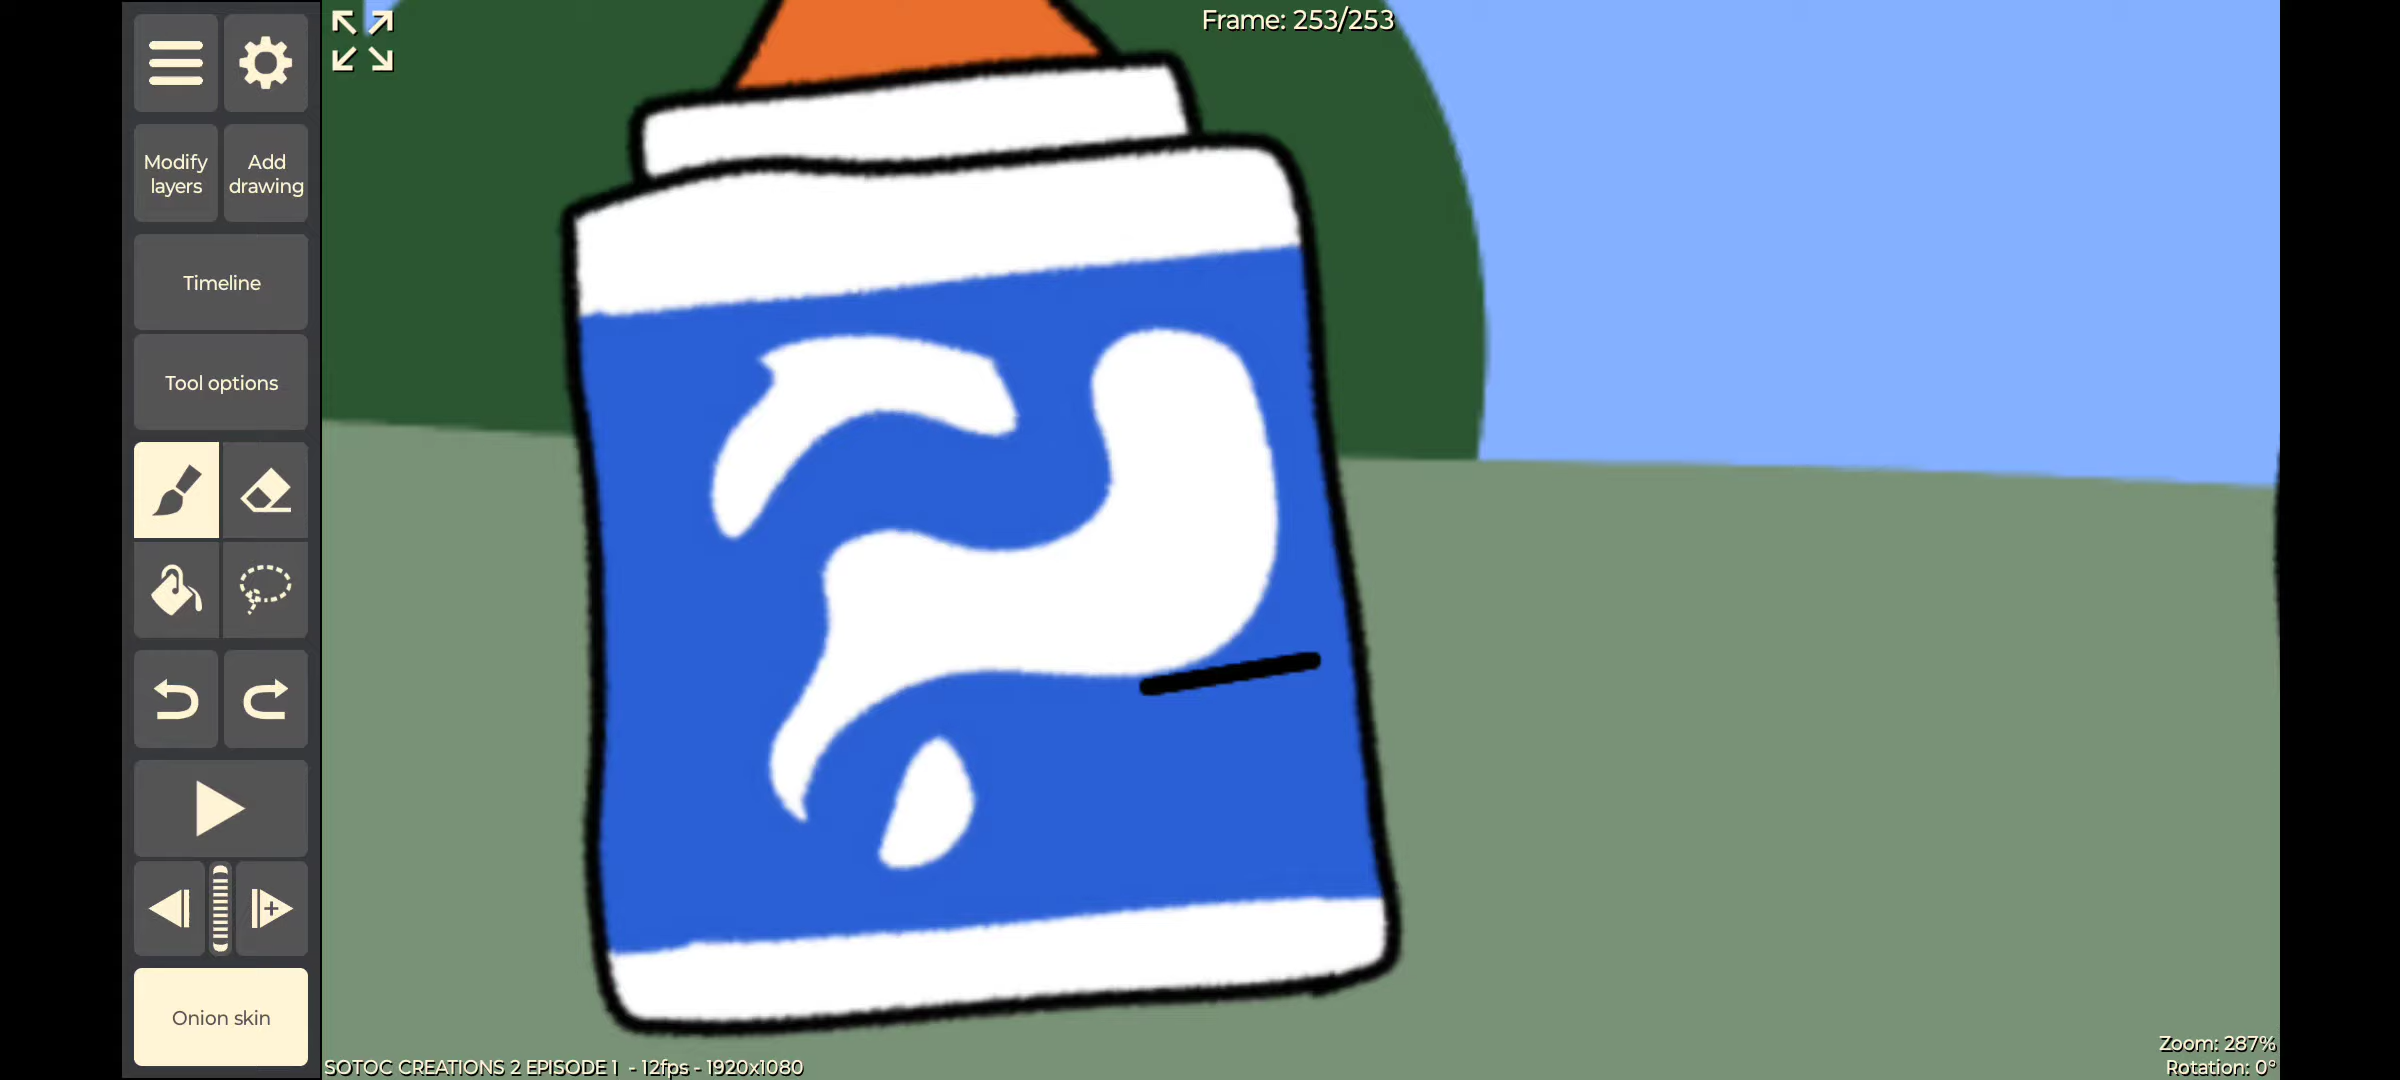 Frame: 253/253
Modify
layers
Add
drawing
Timeline
Tool options
Onion skin
SOTOC CREATIONS 2 EPISODE 1 - 12fps - 1920x1080
Zoom: 287%
Rotation: 0°